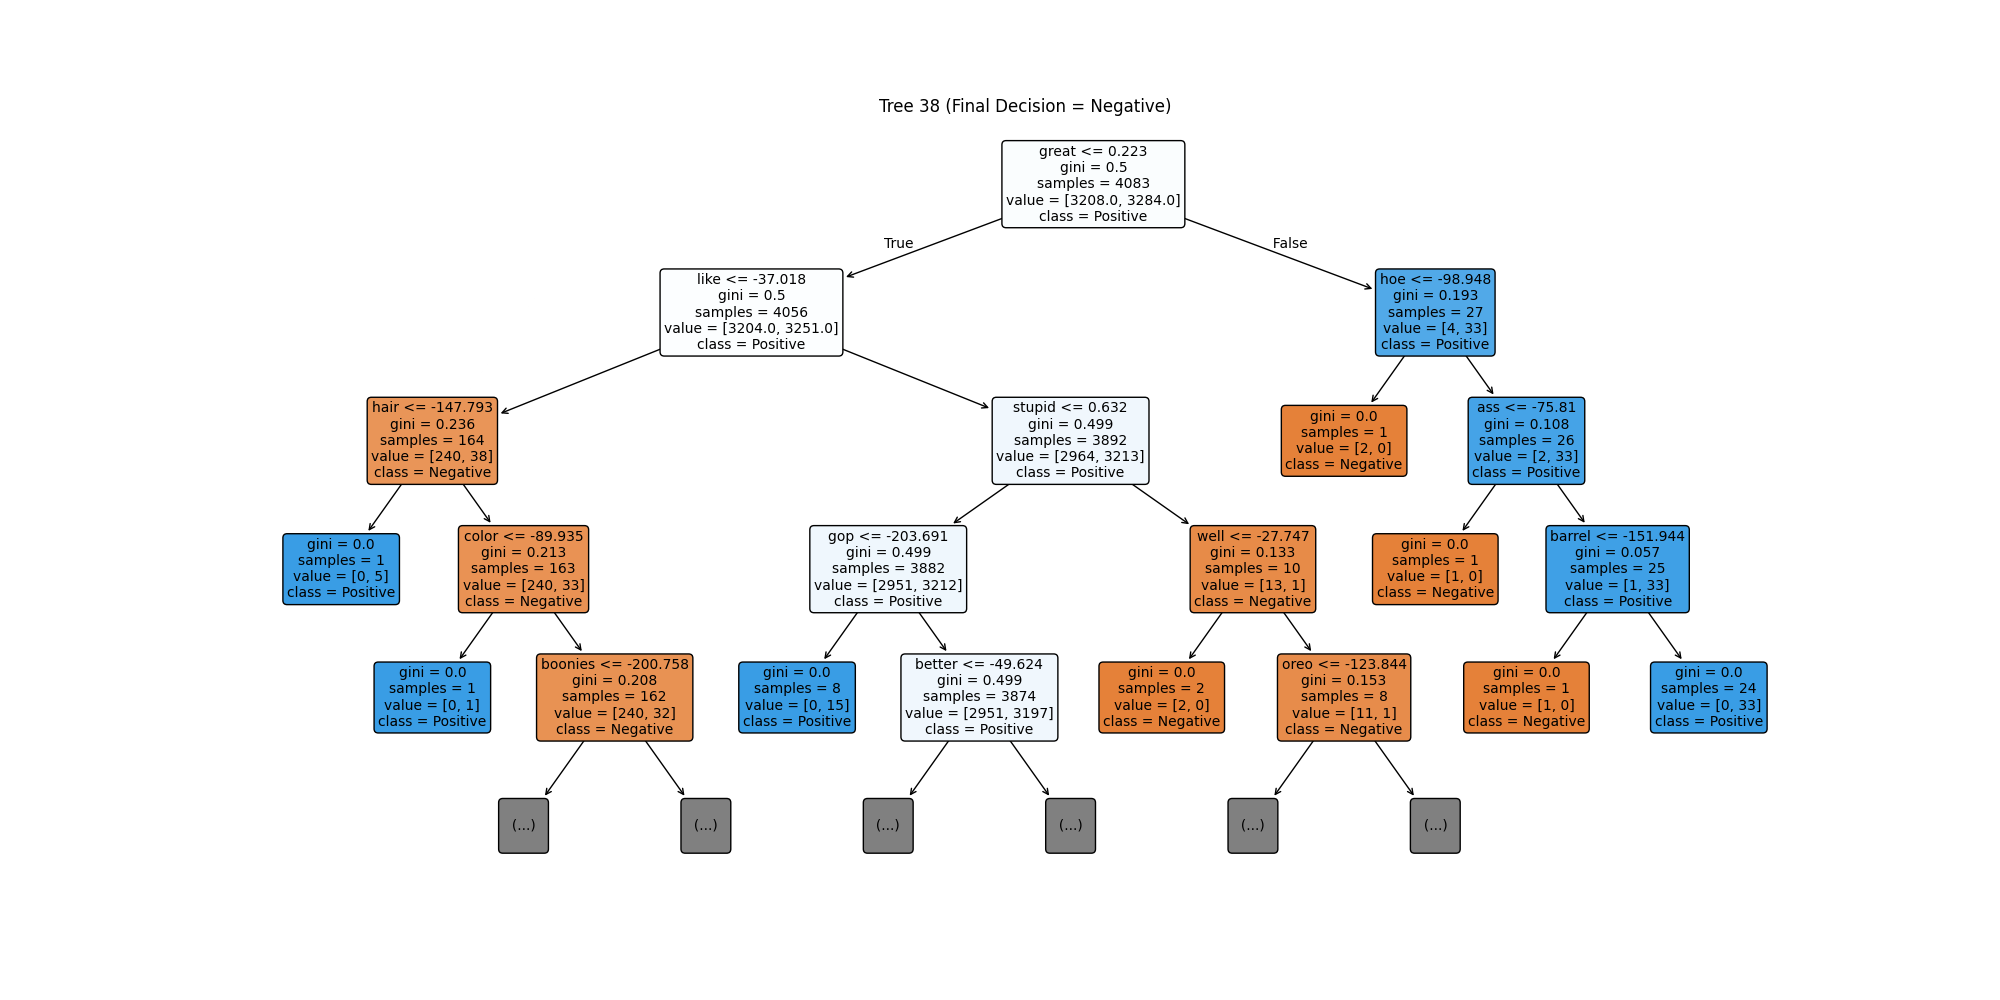 Tree 38 (Final Decision = Negative)
great <= 0.223
gini = 0.5
samples = 4083
value = [3208.0, 3284.0]
class = Positive
True
False
like <= -37.018
gini = 0.5
samples = 4056
value = [3204.0, 3251.0]
class = Positive
hoe <= -98.948
gini = 0.193
samples = 27
value = [4, 33]
class = Positive
hair <= -147.793
gini = 0.236
samples = 164
value = [240, 38]
class = Negative
stupid <= 0.632
gini = 0.499
samples = 3892
value = [2964, 3213]
class = Positive
gini = 0.0
samples = 1
value = [2, 0]
class = Negative
ass <= -75.81
gini = 0.108
samples = 26
value = [2, 33]
class = Positive
gini = 0.0
samples = 1
value = [0, 5]
class = Positive
color <= -89.935
gini = 0.213
samples = 163
value = [240, 33]
class = Negative
gop <= -203.691
gini = 0.499
samples = 3882
value = [2951, 3212]
class = Positive
well <= -27.747
gini = 0.133
samples = 10
value = [13, 1]
class = Negative
gini = 0.0
samples = 1
value = [1, 0]
class = Negative
barrel <= -151.944
gini = 0.057
samples = 25
value = [1, 33]
class = Positive
gini = 0.0
samples = 1
value = [0, 1]
class = Positive
boonies <= -200.758
gini = 0.208
samples = 162
value = [240, 32]
class = Negative
gini = 0.0
samples = 8
value = [0, 15]
class = Positive
better <= -49.624
gini = 0.499
samples = 3874
value = [2951, 3197]
class = Positive
gini = 0.0
samples = 2
value = [2, 0]
class = Negative
oreo <= -123.844
gini = 0.153
samples = 8
value = [11, 1]
class = Negative
gini = 0.0
samples = 1
value = [1, 0]
class = Negative
gini = 0.0
samples = 24
value = [0, 33]
class = Positive
(...)
(...)
(...)
(...)
(...)
(...)